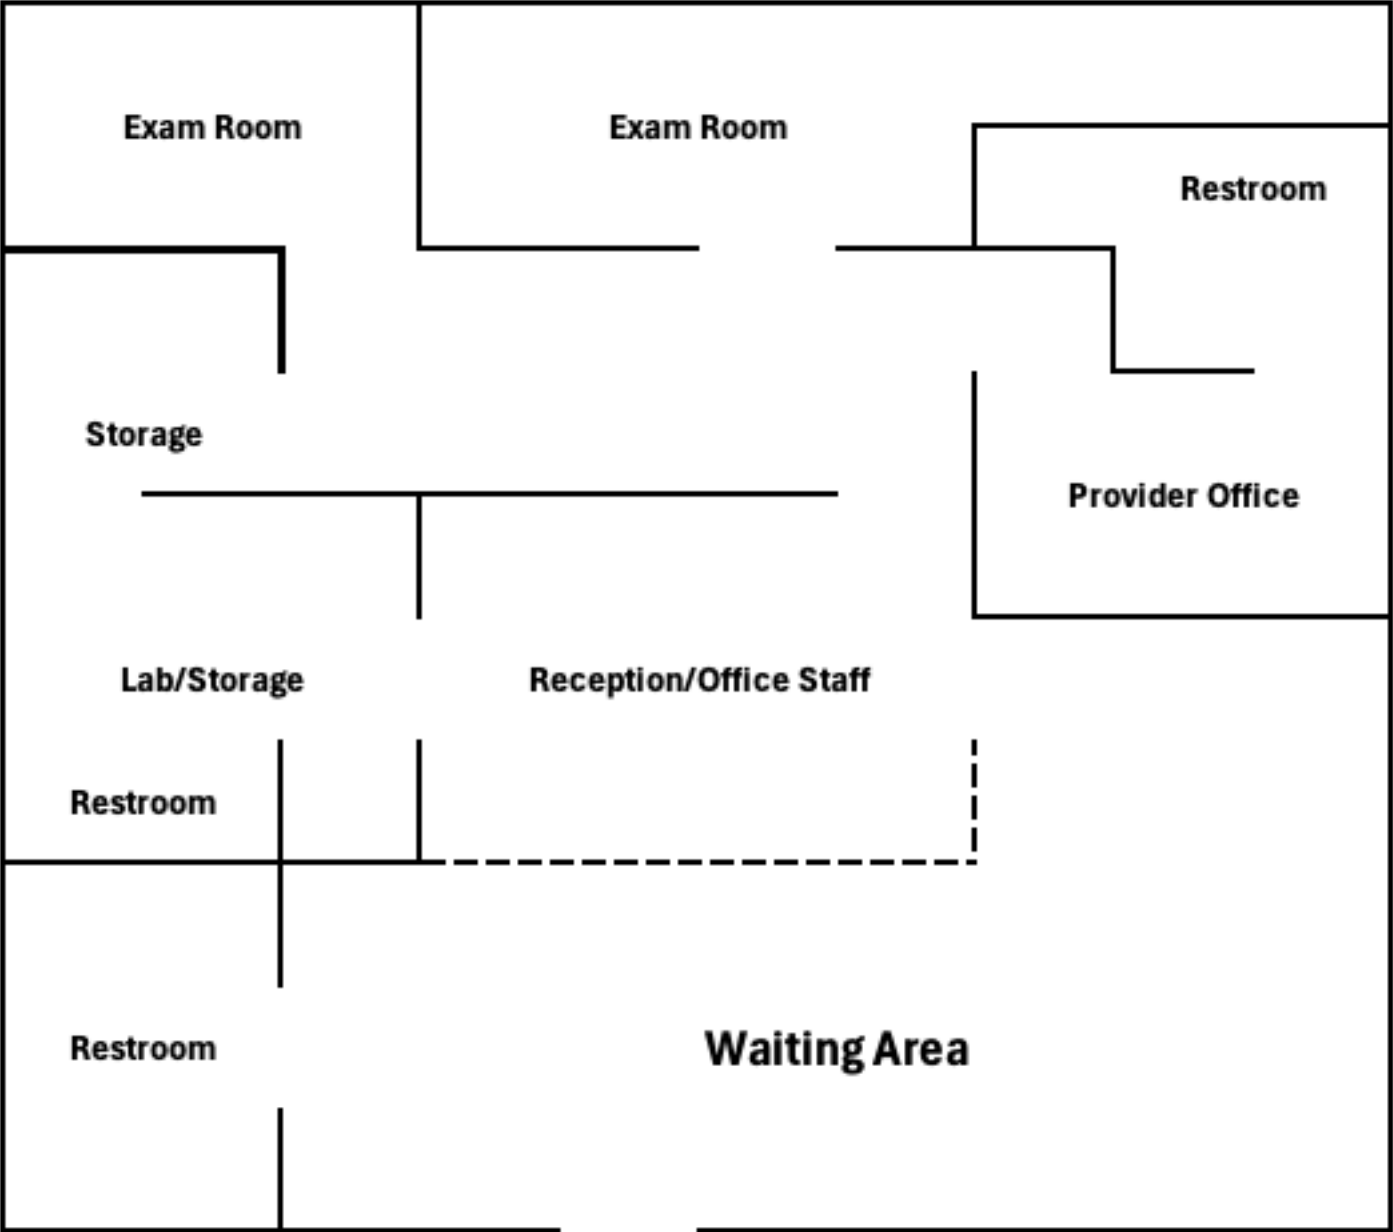 Exam Room
Exam Room
Restroom
Storage
Provider Office
Lab/Storage
Reception/Office Staff
Restroom
Restroom
Waiting Area